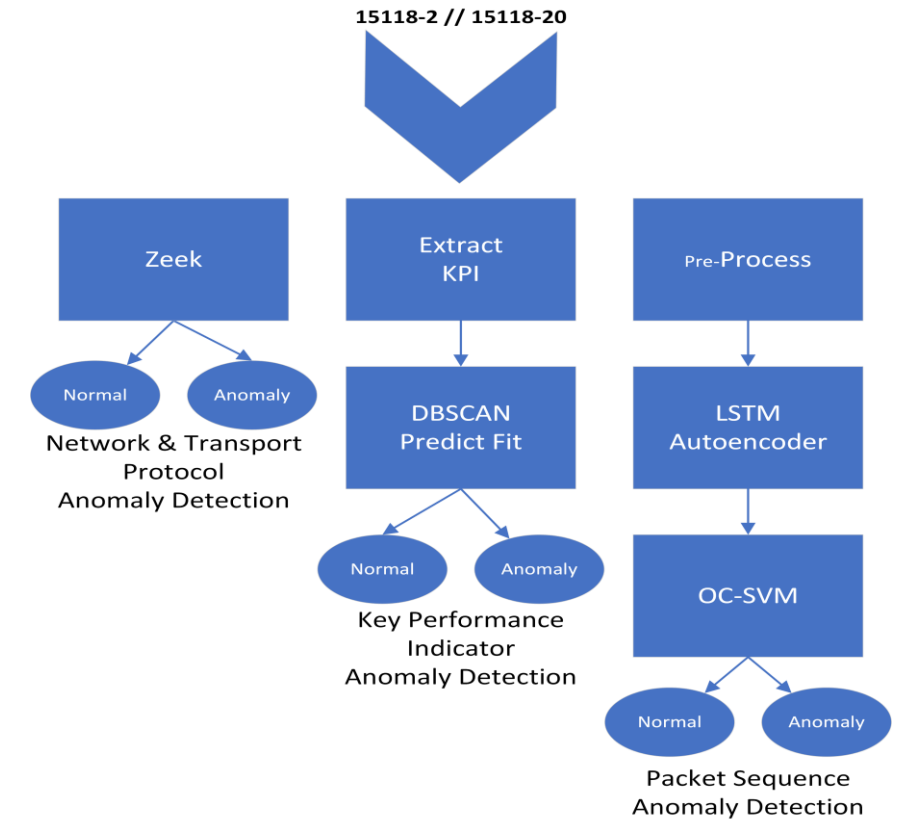 15118-2 // 15118-20
Zeek
Normal
Anomaly
Network & Transport
Protocol
Anomaly Detection
Extract
KPI
DBSCAN
Predict Fit
Normal
Anomaly
Key Performance
Indicator
Anomaly Detection
Pre-Process
LSTM
Autoencoder
OC-SVM
Normal
Anomaly
Packet Sequence
Anomaly Detection